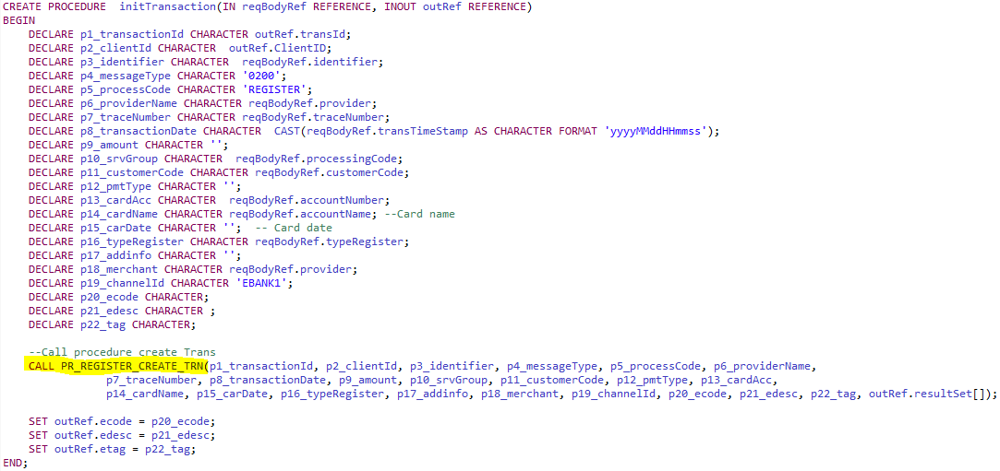 CREATE PROCEDURE  initTransaction(IN reqBodyRef REFERENCE, INOUT outRef REFERENCE)
BEGIN
    DECLARE p1_transactionId CHARACTER outRef.transId;
    DECLARE p2_clientId CHARACTER  outRef.ClientID;
    DECLARE p3_identifier CHARACTER  reqBodyRef.identifier;
    DECLARE p4_messageType CHARACTER '0200';
    DECLARE p5_processCode CHARACTER 'REGISTER';
    DECLARE p6_providerName CHARACTER reqBodyRef.provider;
    DECLARE p7_traceNumber CHARACTER reqBodyRef.traceNumber;
    DECLARE p8_transactionDate CHARACTER  CAST(reqBodyRef.transTimeStamp AS CHARACTER FORMAT 'yyyyMMddHHmmss');
    DECLARE p9_amount CHARACTER '';
    DECLARE p10_srvGroup CHARACTER  reqBodyRef.processingCode;
    DECLARE p11_customerCode CHARACTER reqBodyRef.customerCode;
    DECLARE p12_pmtType CHARACTER '';
    DECLARE p13_cardAcc CHARACTER  reqBodyRef.accountNumber;
    DECLARE p14_cardName CHARACTER reqBodyRef.accountName; --Card name
    DECLARE p15_carDate CHARACTER '';  -- Card date
    DECLARE p16_typeRegister CHARACTER reqBodyRef.typeRegister;
    DECLARE p17_addinfo CHARACTER '';
    DECLARE p18_merchant CHARACTER reqBodyRef.provider;
    DECLARE p19_channelId CHARACTER 'EBANK1';
    DECLARE p20_ecode CHARACTER;
    DECLARE p21_edesc CHARACTER ;
    DECLARE p22_tag CHARACTER;
    --Call procedure create Trans
    CALL PR_REGISTER_CREATE_TRN(p1_transactionId, p2_clientId, p3_identifier, p4_messageType, p5_processCode, p6_providerName,
                p7_traceNumber, p8_transactionDate, p9_amount, p10_srvGroup, p11_customerCode, p12_pmtType, p13_cardAcc,
                p14_cardName, p15_carDate, p16_typeRegister, p17_addinfo, p18_merchant, p19_channelId, p20_ecode, p21_edesc, p22_tag, outRef.resultSet[]);
    SET outRef.ecode = p20_ecode;
    SET outRef.edesc = p21_edesc;
    SET outRef.etag = p22_tag;
END;